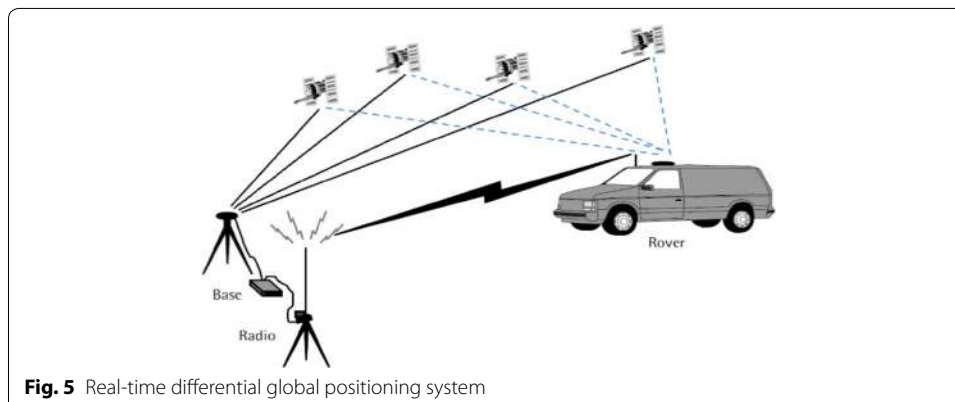 Rover
Base
Radio
Fig. 5 Real-time differential global positioning system